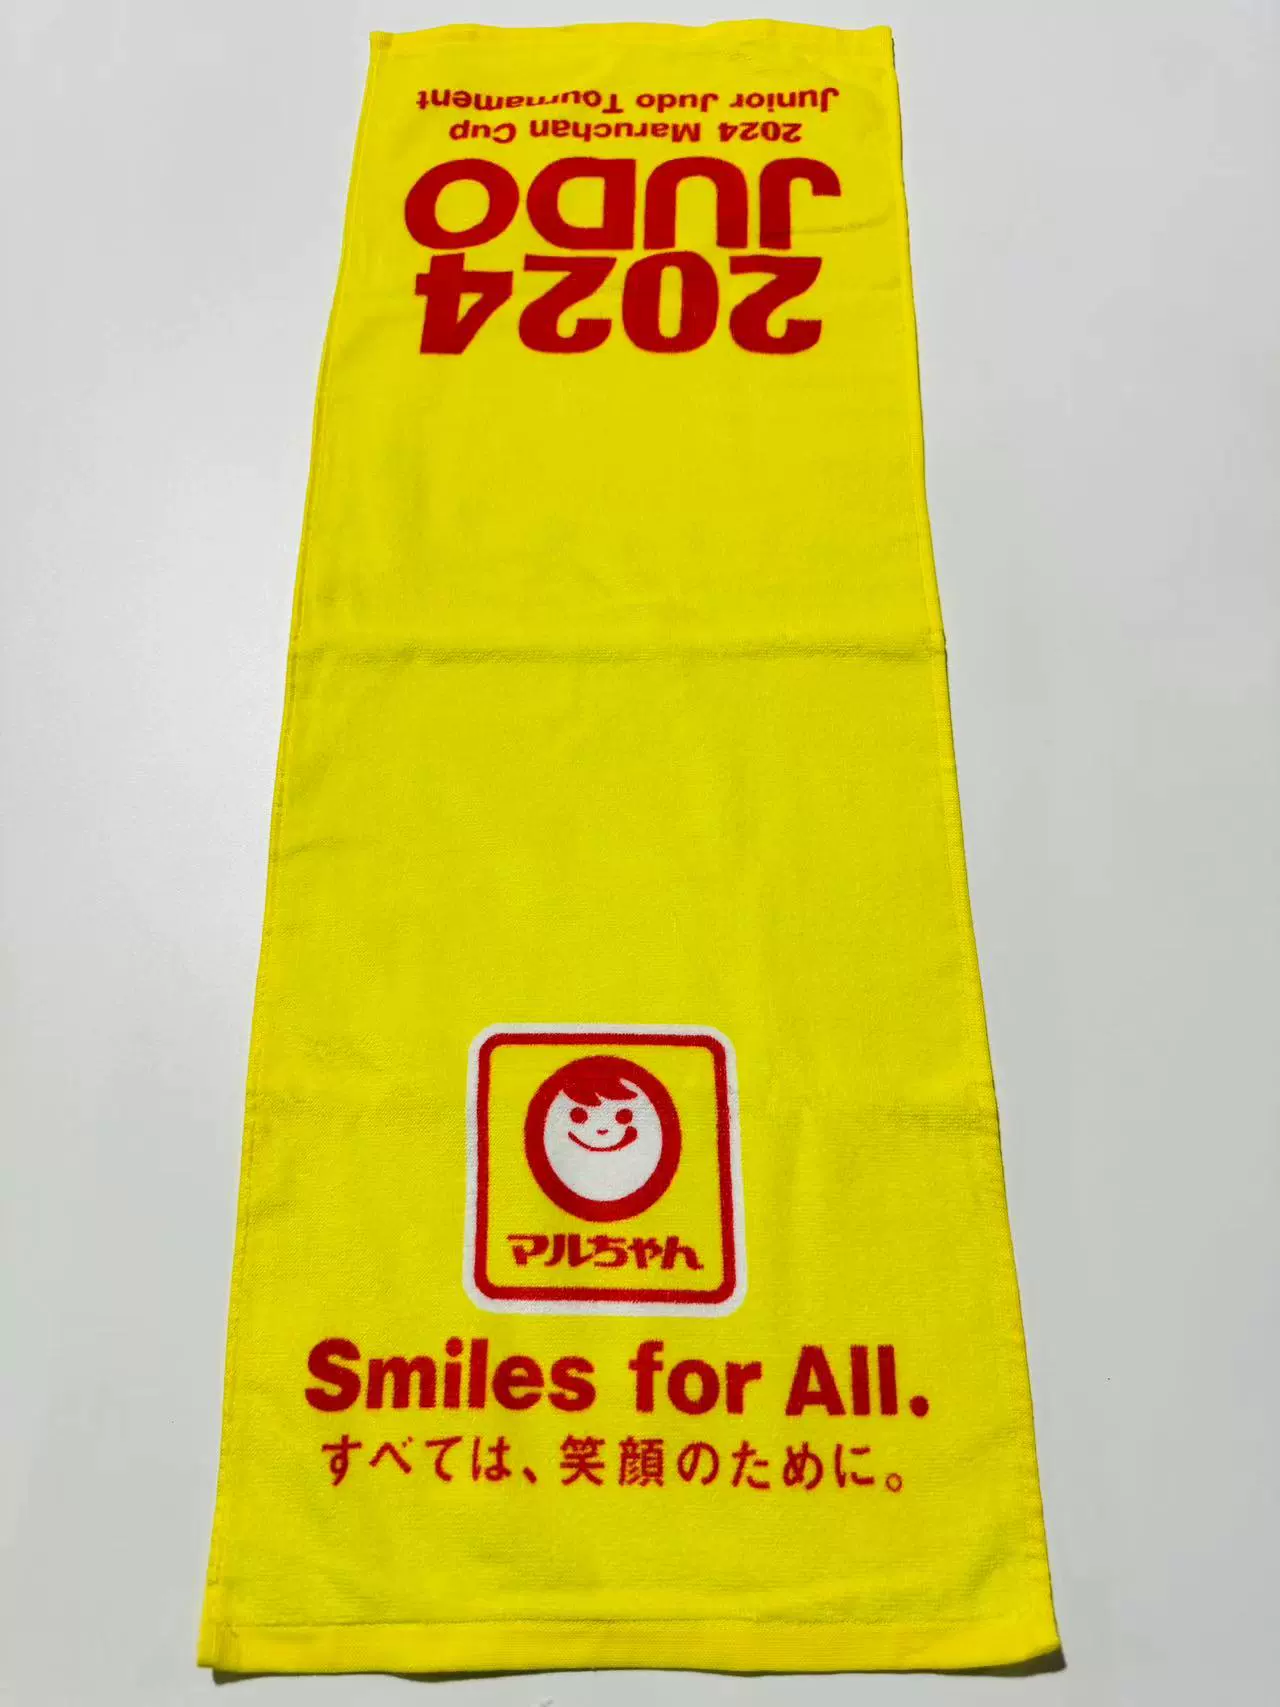 2024
JUDO
2024 Maruchan Cup
Junior Judo Tournament
マルちゃん
Smiles for All.
すべては、笑顔のために。